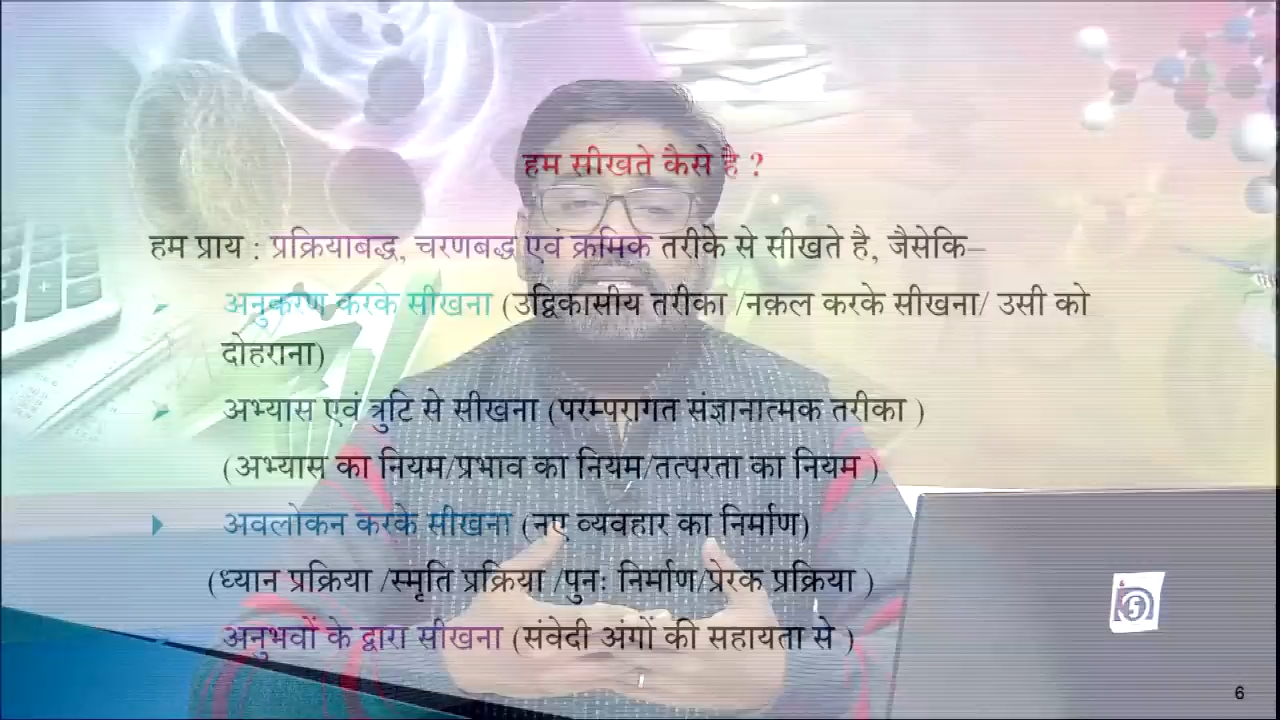 हम सीखते कैसे है ?
हम प्राय : प्रक्रियाबद्ध, चरणबद्ध एवं क्रमिक तरीके से सीखते है, जैसेकि–
अनुकरण करके सीखना (उद्विकासीय तरीका /नक़ल करके सीखना/ उसी को
दोहराना)
अभ्यास एवं त्रुटि से सीखना (परम्परागत संज्ञानात्मक तरीका )
(अभ्यास का नियम/प्रभाव का नियम/तत्परता का नियम )
अवलोकन करके सीखना (नए व्यवहार का निर्माण)
(ध्यान प्रक्रिया /स्मृति प्रक्रिया /पुनः निर्माण/प्रेरक प्रक्रिया )
अनुभवों के द्वारा सीखना (संवेदी अंगों की सहायता से )
6